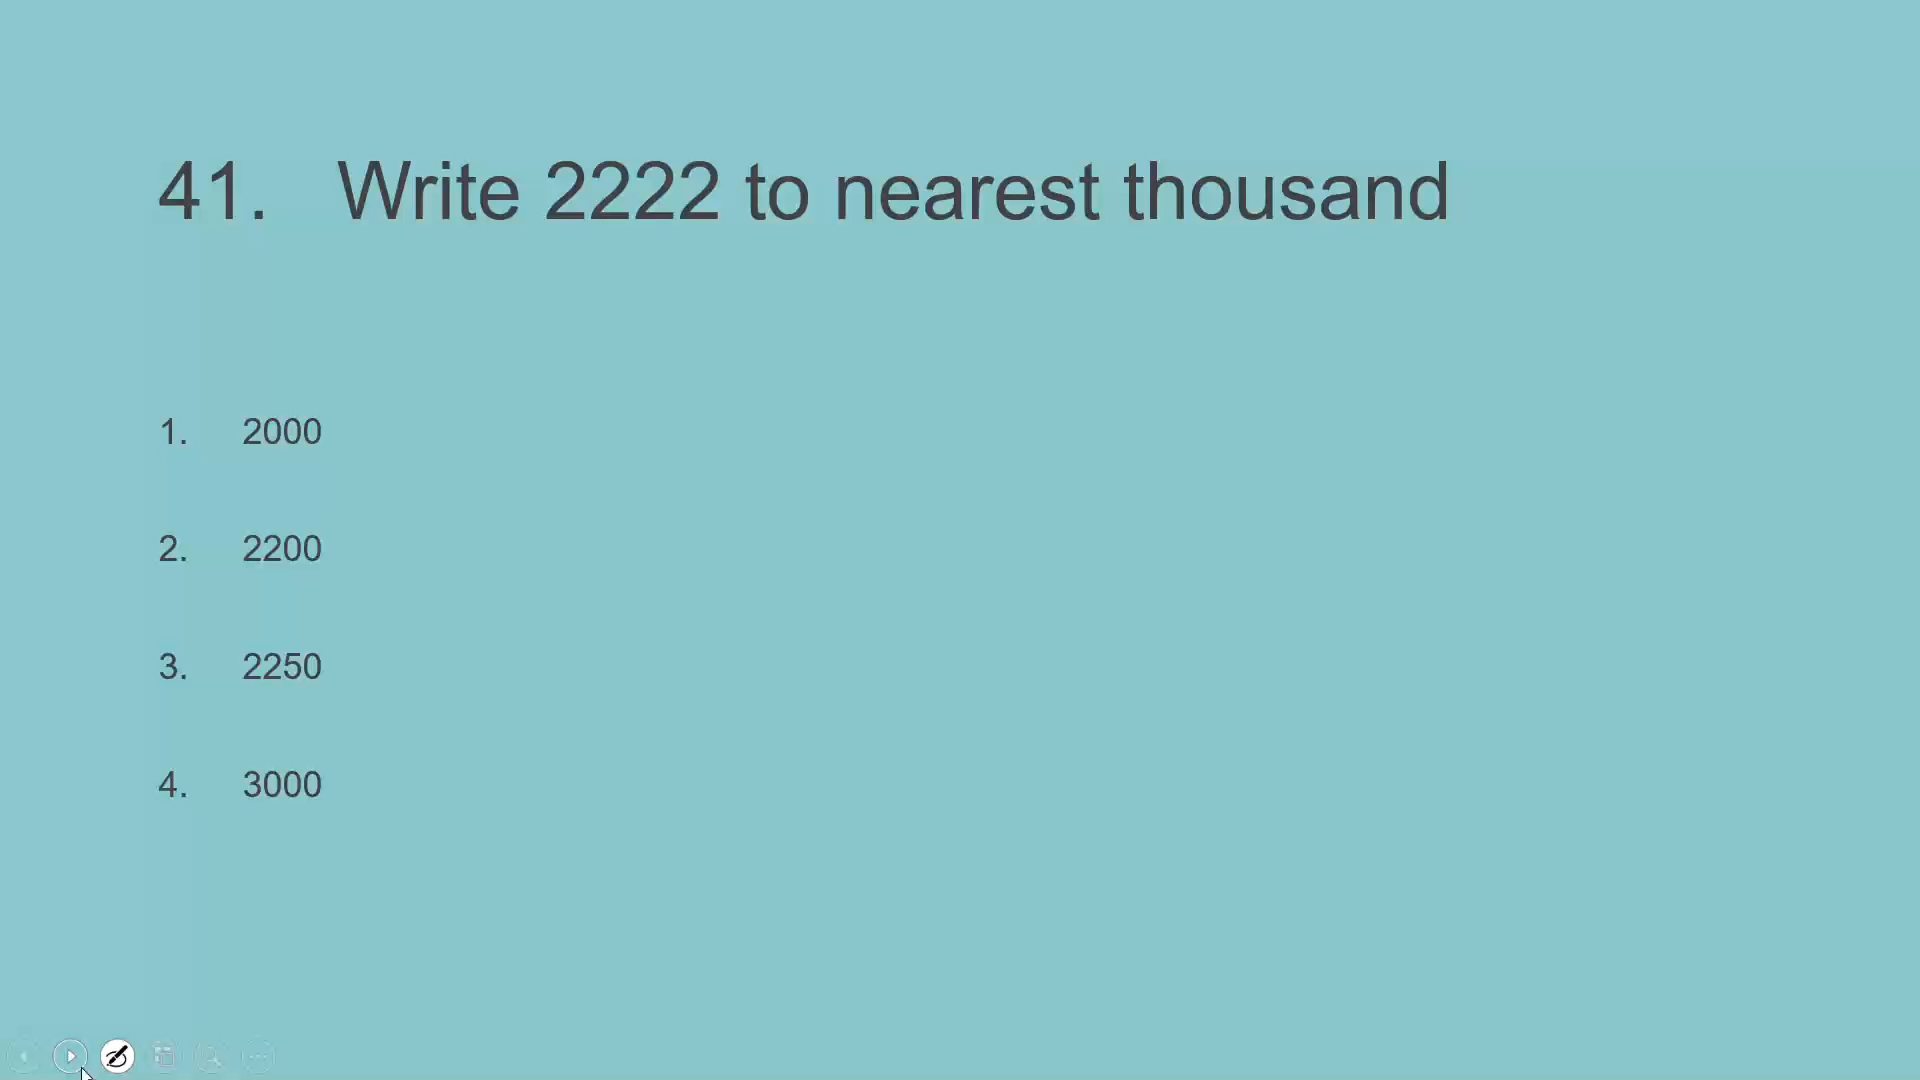 41. Write 2222 to nearest thousand
1. 2000
2. 2200
3. 2250
4. 3000